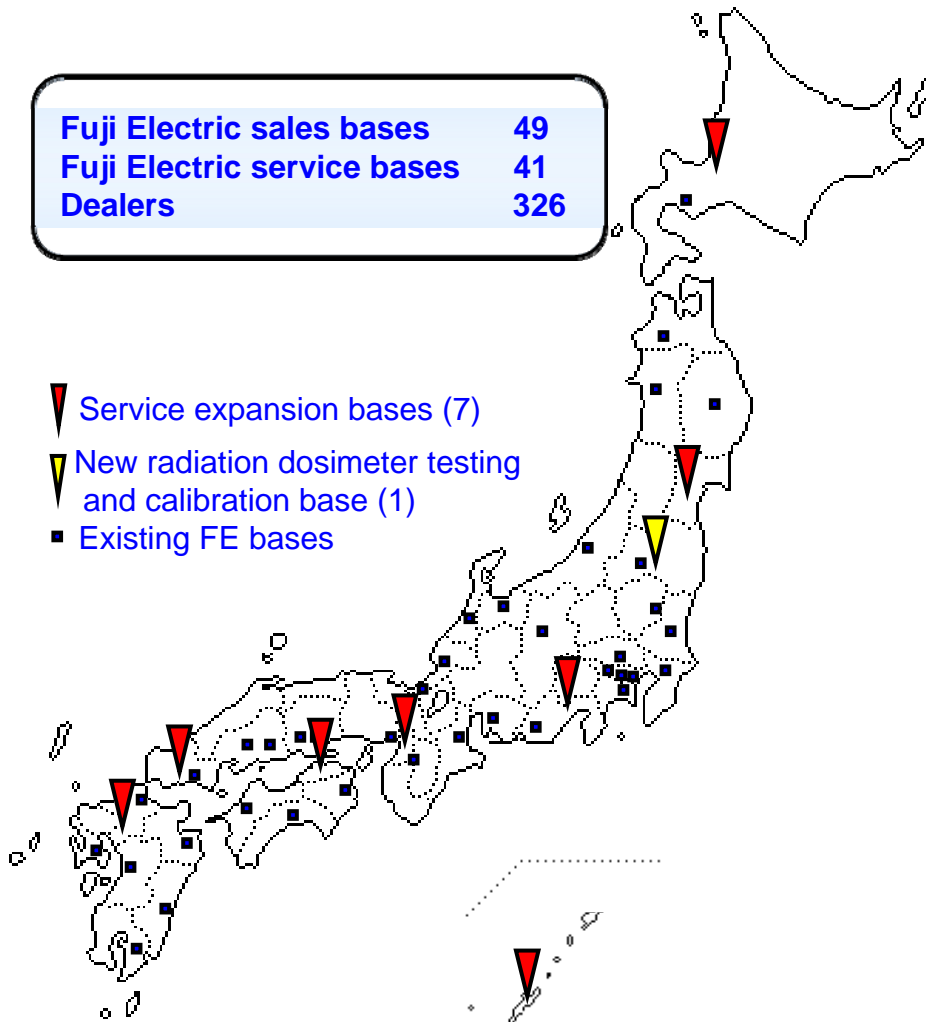 Fuji Electric sales bases 49
Fuji Electric service bases 41
Dealers 326
Service expansion bases (7)
New radiation dosimeter testing
and calibration base (1)
Existing FE bases